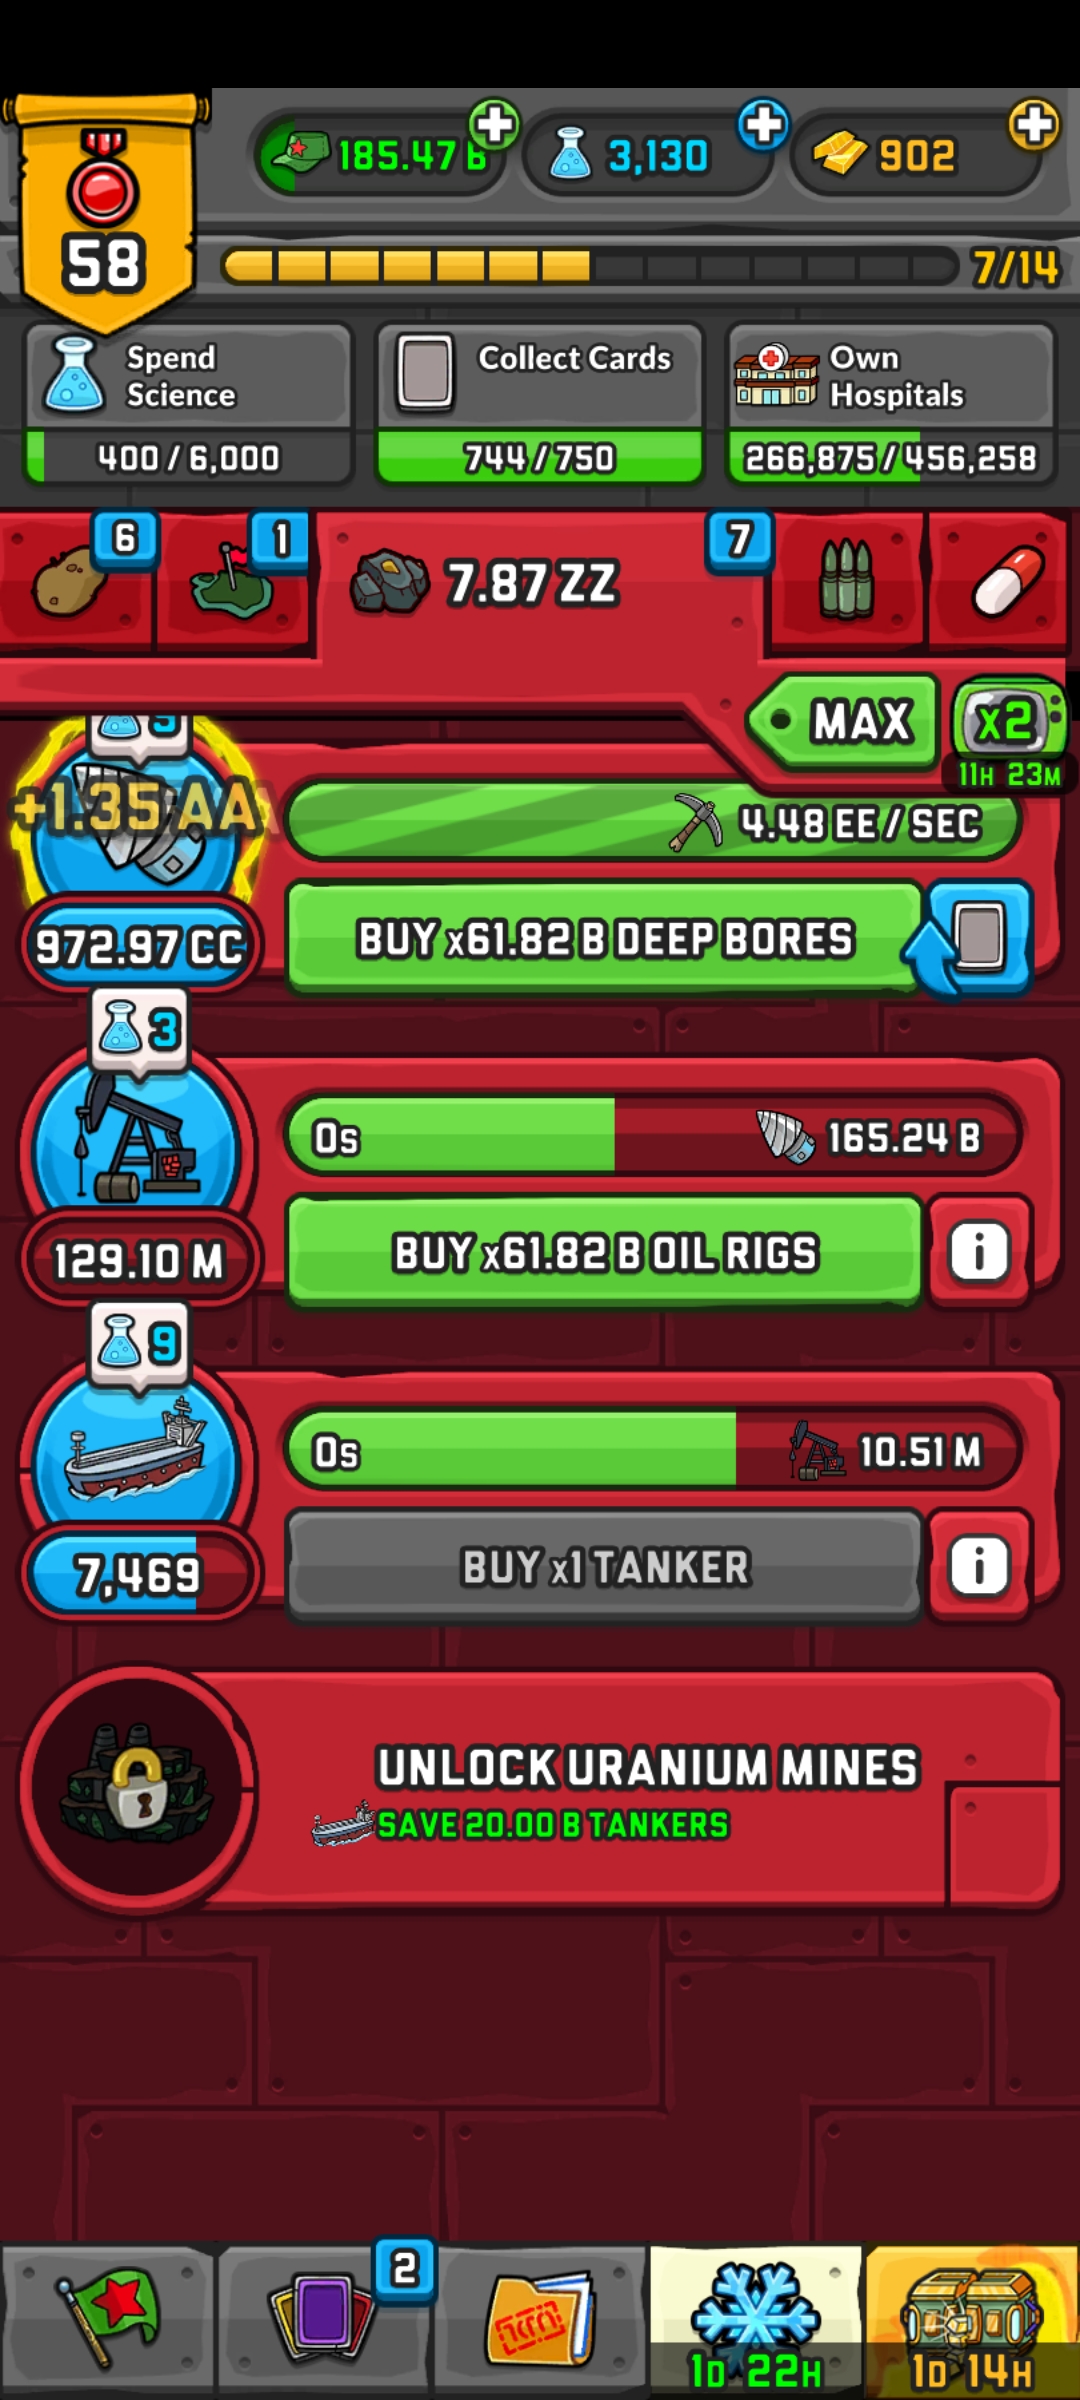 58
185.47 B
3,130
902
7/14
Spend
Science
400 / 6,000
Collect Cards
744 / 750
Own
Hospitals
266,875 / 456,258
6
1
7.87 ZZ
7
MAX
x2
11H 23M
+1.35 AA
4.48 EE / SEC
972.97 CC
BUY x61.82 B DEEP BORES
3
0s
165.24 B
129.10 M
BUY x61.82 B OIL RIGS
i
9
0s
10.51 M
7,469
BUY x1 TANKER
i
UNLOCK URANIUM MINES
SAVE 20.00 B TANKERS
2
1D 22H
1D 14H